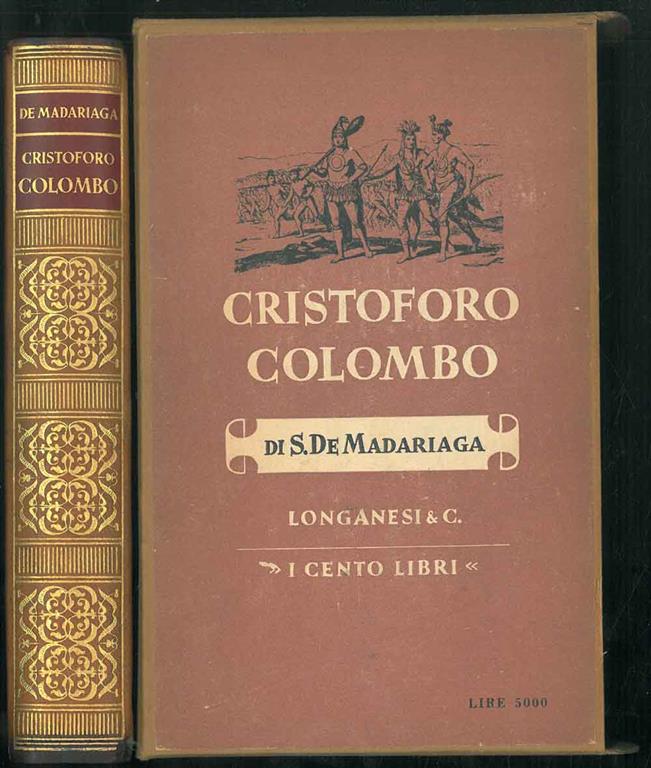 DE MADARIAGA
CRISTOFORO
COLOMBO
CRISTOFORO
COLOMBO
DI S. DE MADARIAGA
LONGANESI & C.
» I CENTO LIBRI «
LIRE 5000